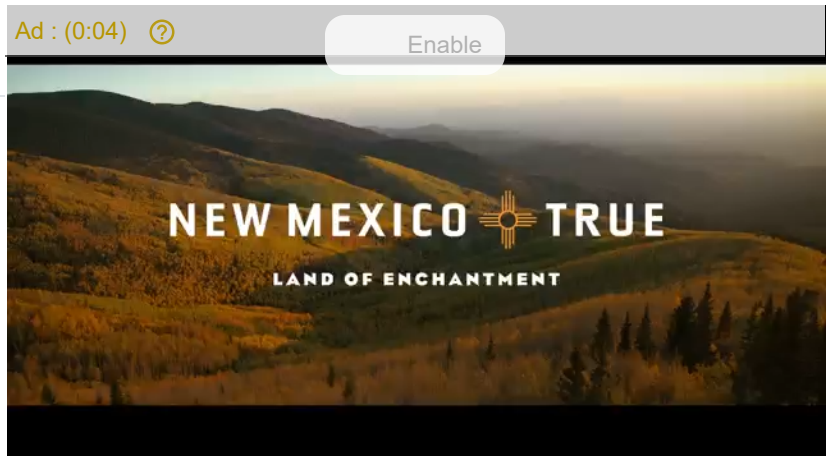 Ad : (0:04) ?
Enable
NEW MEXICO TRUE
LAND OF ENCHANTMENT